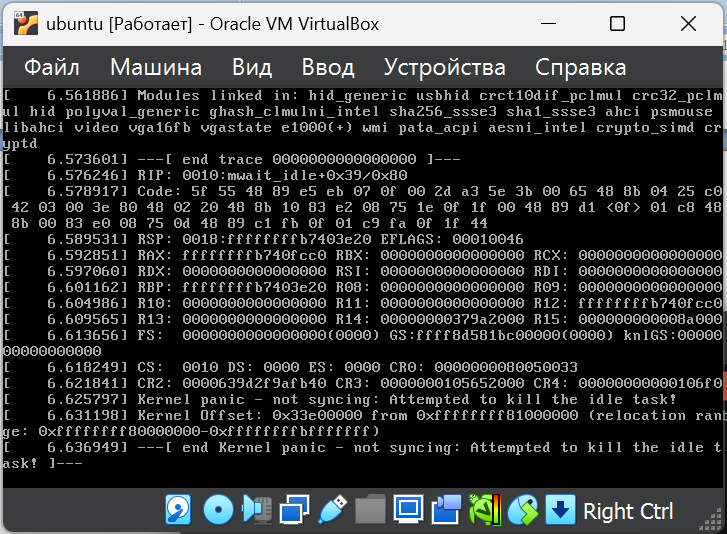 ubuntu [Работает] - Oracle VM VirtualBox
Файл Машина Вид Ввод Устройства Справка
[    6.561886] Modules linked in: hid_generic usbhid crct10dif_pclmul crc32_pclm
ul hid polyval_generic ghash_clmulni_intel sha256_ssse3 sha1_ssse3 ahci psmouse
libahci video vga16fb vgastate e1000(+) wmi pata_acpi aesni_intel crypto_simd cr
yptd
[    6.573601] ---[ end trace 0000000000000000 ]---
[    6.576246] RIP: 0010:mwait_idle+0x39/0x80
[    6.578917] Code: 5f 55 48 89 e5 eb 07 0f 00 2d a3 5e 3b 00 65 48 8b 04 25 c0
 42 03 00 3e 80 48 02 20 48 8b 10 83 e2 08 75 1e 0f 1f 00 48 89 d1 <0f> 01 c8 48
 8b 00 83 e0 08 75 0d 48 89 c1 fb 0f 01 c9 fa 0f 1f 44
[    6.589531] RSP: 0018:ffffffffb7403e20 EFLAGS: 00010046
[    6.592851] RAX: ffffffffb740fcc0 RBX: 0000000000000000 RCX: 0000000000000000
[    6.597060] RDX: 0000000000000000 RSI: 0000000000000000 RDI: 0000000000000000
[    6.601162] RBP: ffffffffb7403e20 R08: 0000000000000000 R09: 0000000000000000
[    6.604986] R10: 0000000000000000 R11: 0000000000000000 R12: ffffffffb740fcc0
[    6.609565] R13: 0000000000000000 R14: 00000000379a2000 R15: 000000000008a000
[    6.613656] FS:  0000000000000000(0000) GS:ffff8d581bc00000(0000) knlGS:00000
00000000000
[    6.618249] CS:  0010 DS: 0000 ES: 0000 CR0: 0000000080050033
[    6.621841] CR2: 0000639d2f9afb40 CR3: 0000000105652000 CR4: 00000000000106f0
[    6.625797] Kernel panic - not syncing: Attempted to kill the idle task!
[    6.631198] Kernel Offset: 0x33e00000 from 0xffffffff81000000 (relocation ran
ge: 0xffffffff80000000-0xffffffffbfffffff)
[    6.636949] ---[ end Kernel panic - not syncing: Attempted to kill the idle t
ask! ]---
Right Ctrl